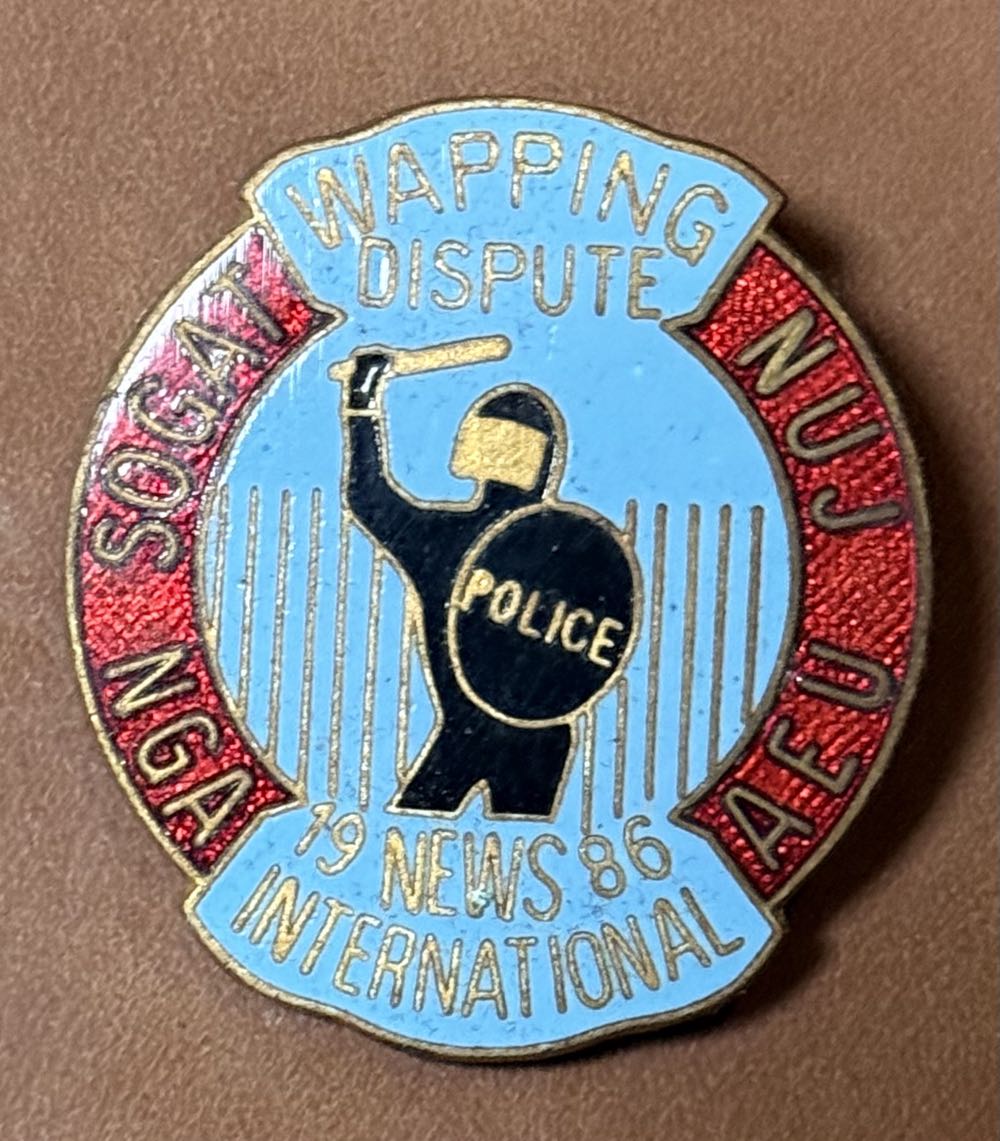 WAPPING
DISPUTE
SOGAT
NUJ
POLICE
NGA
AEU
19 NEWS 86
INTERNATIONAL